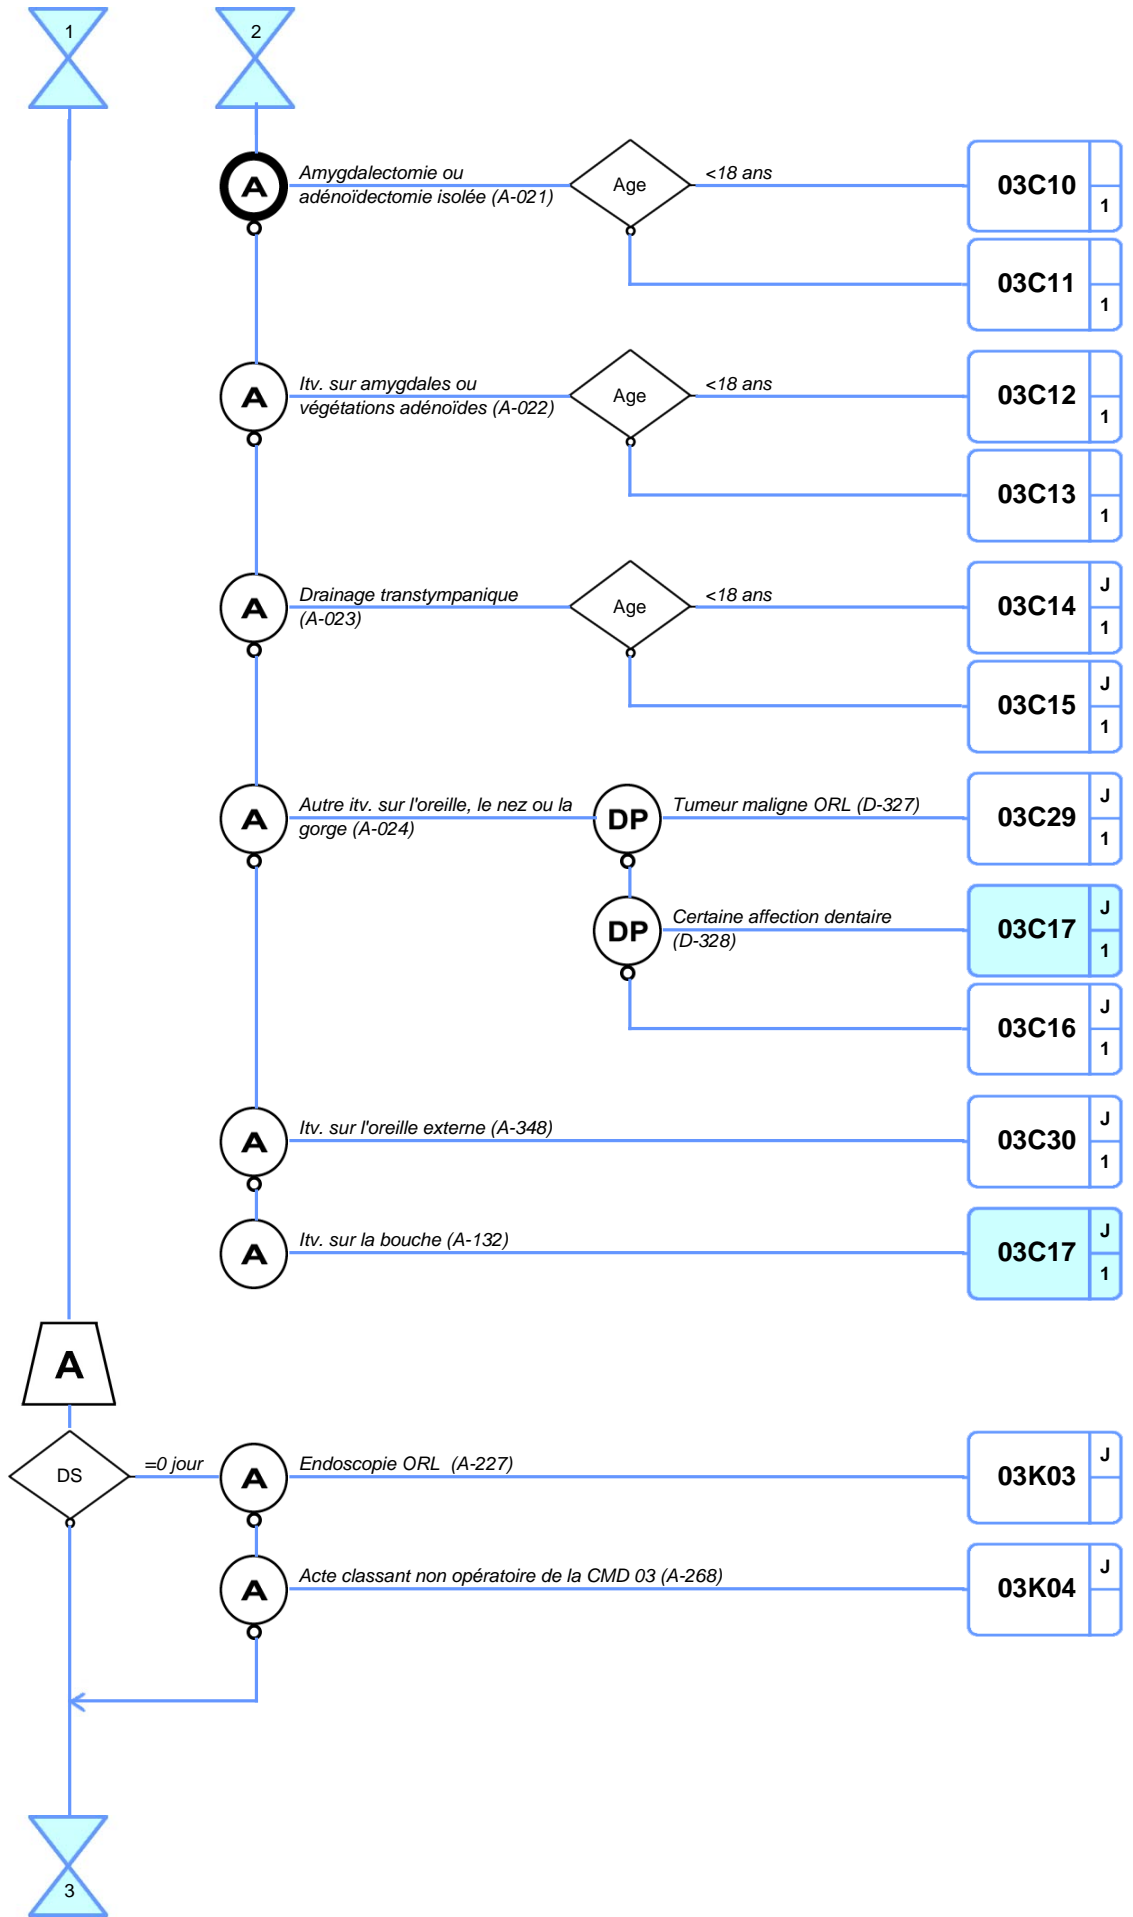 1
2
A
Amygdalectomie ou
adénoïdectomie isolée (A-021)
Age
<18 ans
03C10
1
03C11
1
A
Itv. sur amygdales ou
végétations adénoïdes (A-022)
Age
<18 ans
03C12
1
03C13
1
A
Drainage transtympanique
(A-023)
Age
<18 ans
03C14
J
1
03C15
J
1
A
Autre itv. sur l'oreille, le nez ou la
gorge (A-024)
DP
Tumeur maligne ORL (D-327)
03C29
J
1
DP
Certaine affection dentaire
(D-328)
03C17
J
1
03C16
J
1
A
Itv. sur l'oreille externe (A-348)
03C30
J
1
A
Itv. sur la bouche (A-132)
03C17
J
1
A
DS
=0 jour
A
Endoscopie ORL (A-227)
03K03
J
A
Acte classant non opératoire de la CMD 03 (A-268)
03K04
J
3